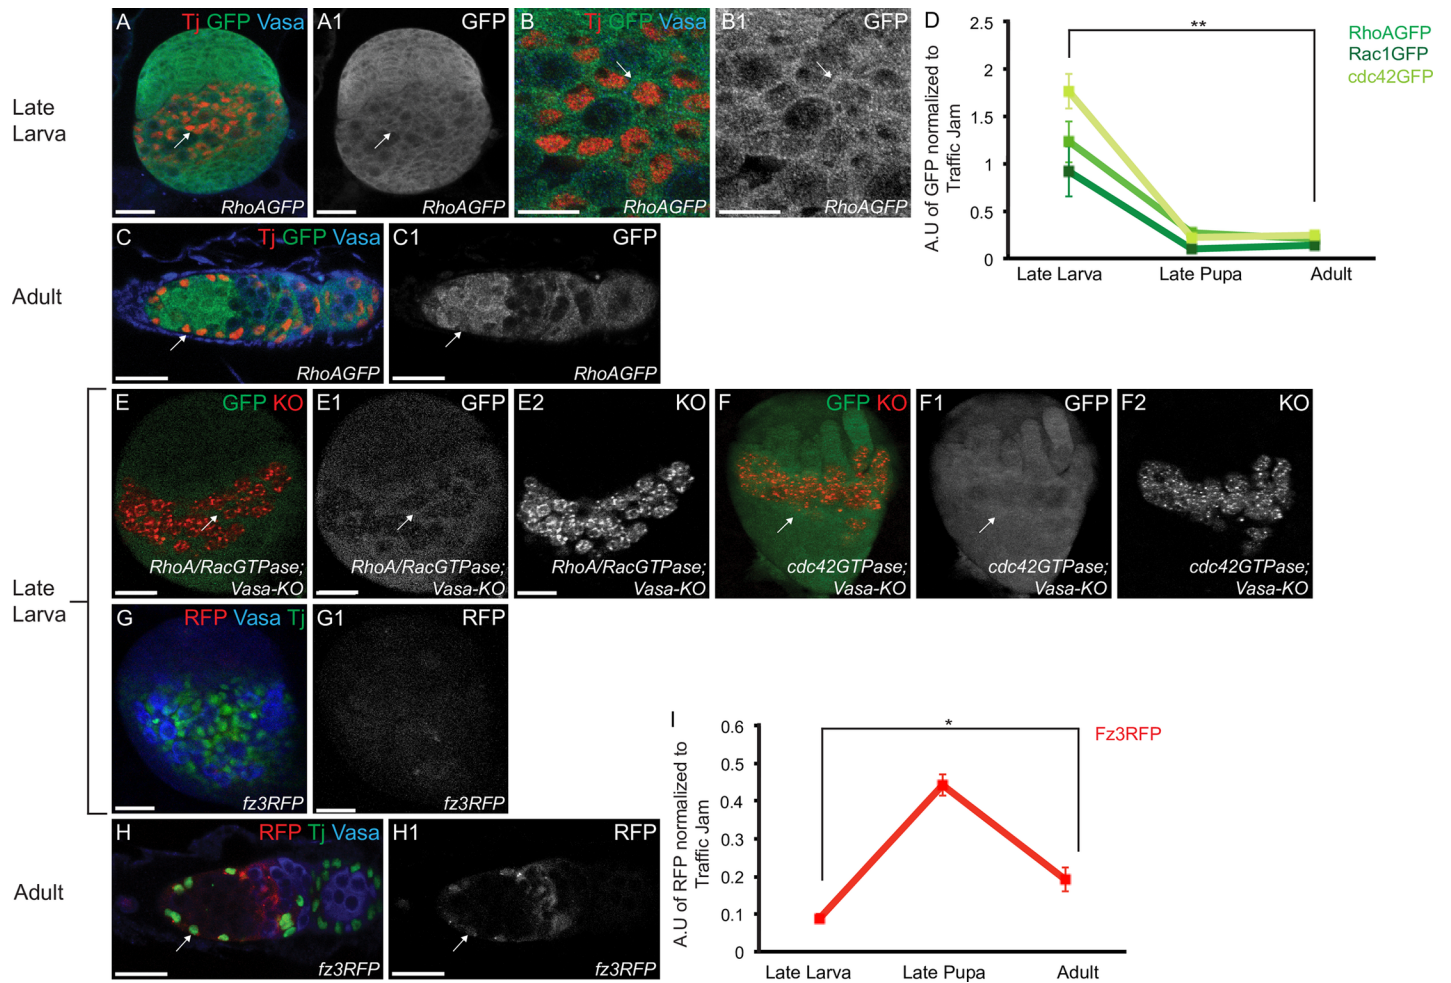 Late
Larva
A
Tj GFP Vasa
RhoAGFP
A1
GFP
RhoAGFP
B
Tj GFP Vasa
RhoAGFP
B1
GFP
RhoAGFP
D
A.U of GFP normalized to
Traffic Jam
2.5
2
1.5
1
0.5
0
**
Late Larva
Late Pupa
Adult
RhoAGFP
Rac1GFP
cdc42GFP
Adult
C
Tj GFP Vasa
RhoAGFP
C1
GFP
RhoAGFP
Late
Larva
E
GFP KO
RhoA/RacGTPase;
Vasa-KO
E1
GFP
RhoA/RacGTPase;
Vasa-KO
E2
KO
RhoA/RacGTPase;
Vasa-KO
F
GFP KO
cdc42GTPase;
Vasa-KO
F1
GFP
cdc42GTPase;
Vasa-KO
F2
KO
cdc42GTPase;
Vasa-KO
G
RFP Vasa Tj
fz3RFP
G1
RFP
fz3RFP
Adult
H
RFP Tj Vasa
fz3RFP
H1
RFP
fz3RFP
I
A.U of RFP normalized to
Traffic Jam
0.6
0.5
0.4
0.3
0.2
0.1
0
*
Late Larva
Late Pupa
Adult
Fz3RFP